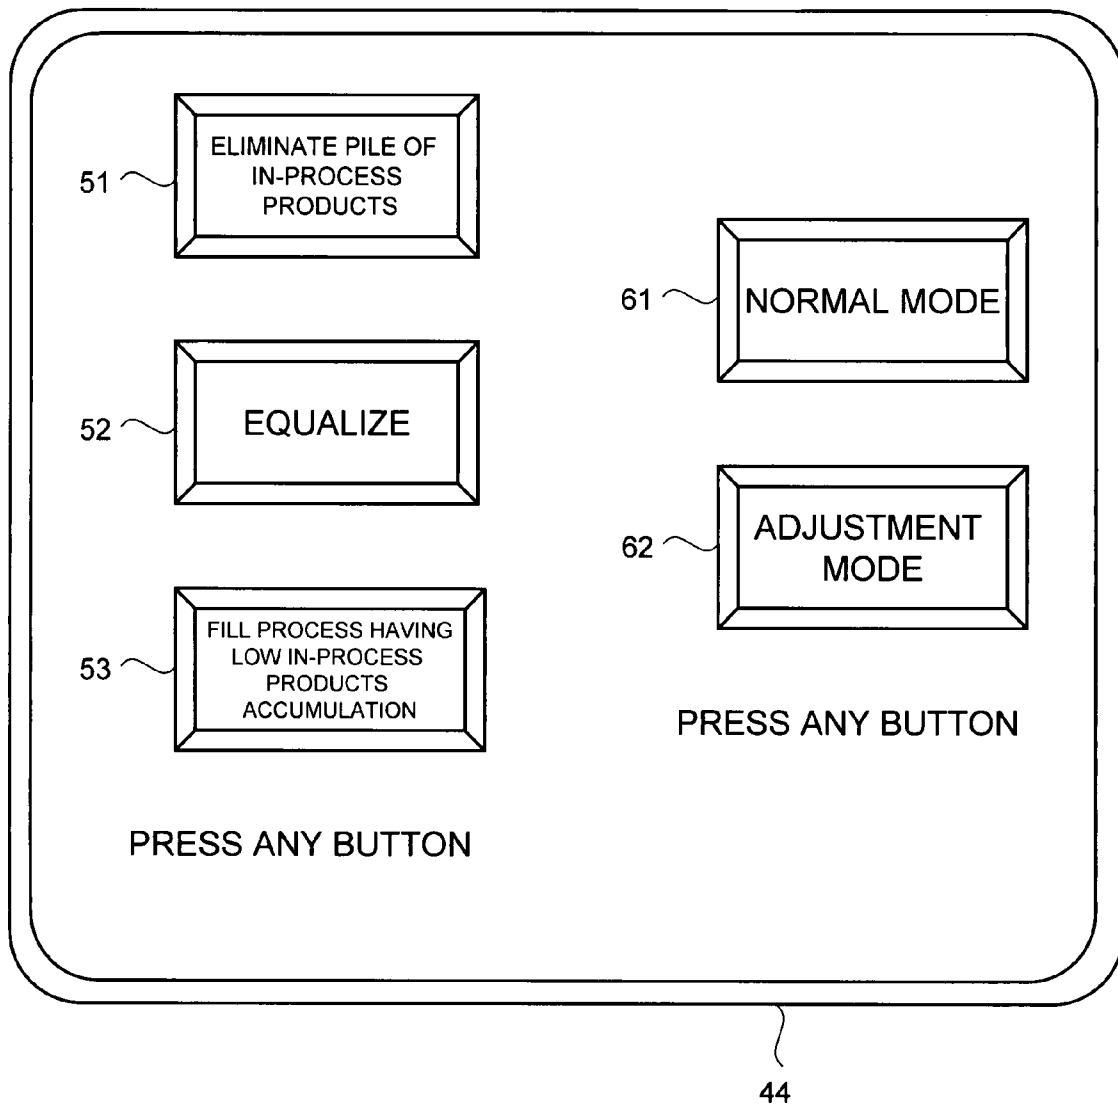 51
ELIMINATE PILE OF
IN-PROCESS
PRODUCTS
52
EQUALIZE
53
FILL PROCESS HAVING
LOW IN-PROCESS
PRODUCTS
ACCUMULATION
PRESS ANY BUTTON
61
NORMAL MODE
62
ADJUSTMENT
MODE
PRESS ANY BUTTON
44